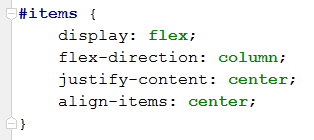 #items {
    display: flex;
    flex-direction: column;
    justify-content: center;
    align-items: center;
}